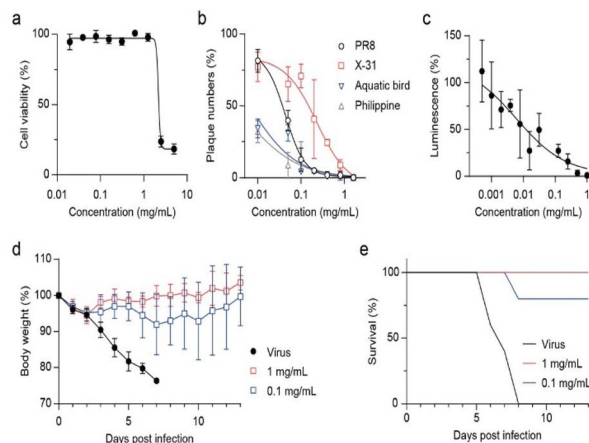 a
Cell viability (%)
100
50
0
0.01
0.1
1
10
Concentration (mg/mL)
b
Plaque numbers (%)
100
50
0
0.01
0.1
1
Concentration (mg/mL)
PR8
X-31
Aquatic bird
Philippine
c
Luminescence (%)
150
100
50
0
0.001
0.01
0.1
1
Concentration (mg/mL)
d
Body weight (%)
110
100
90
80
70
0
5
10
Days post infection
Virus
1 mg/mL
0.1 mg/mL
e
Survival (%)
100
50
0
0
5
10
Days post infection
Virus
1 mg/mL
0.1 mg/mL